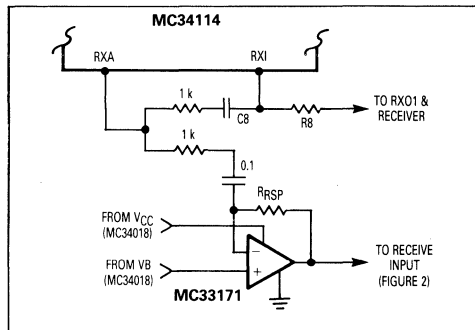 MC34114
RXA
RXI
1 k
C8
R8
TO RXO1 &
RECEIVER
1 k
0.1
RRSP
FROM VCC
(MC34018)
FROM VB
(MC34018)
−
+
MC33171
TO RECEIVE
INPUT
(FIGURE 2)